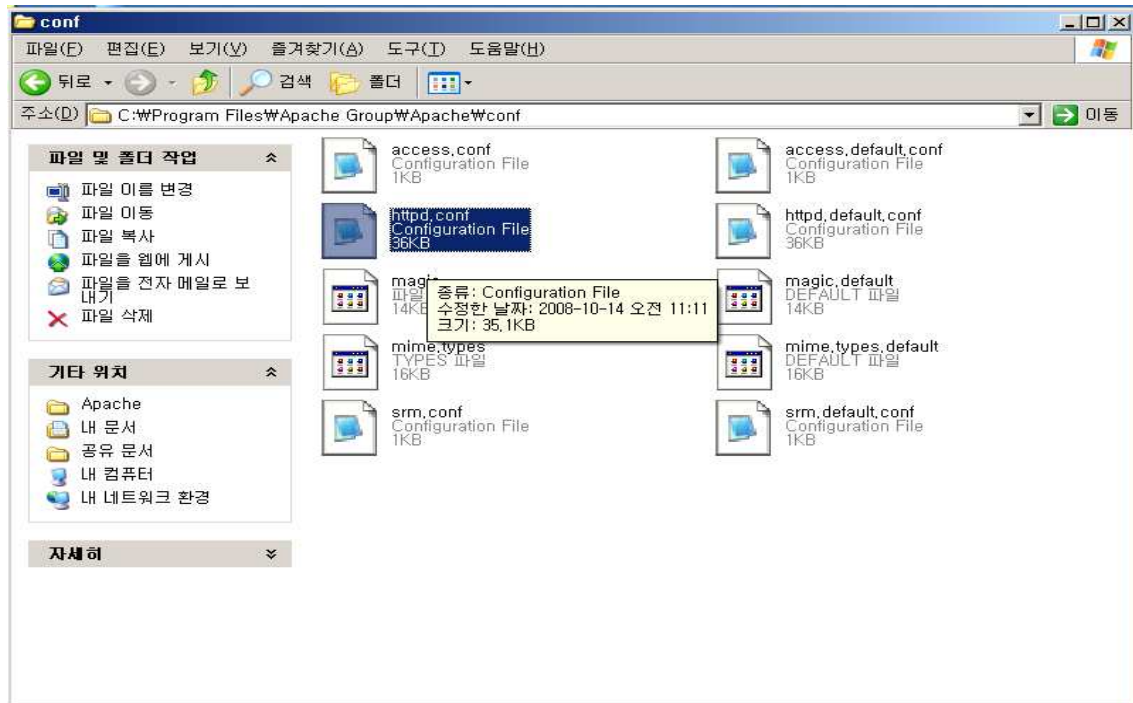 conf
파일(F) 편집(E) 보기(V) 즐겨찾기(A) 도구(T) 도움말(H)
뒤로 검색 폴더
주소(D) C:₩Program Files₩Apache Group₩Apache₩conf 이동
파일 및 폴더 작업
파일 이름 변경
파일 이동
파일 복사
파일을 웹에 게시
파일을 전자 메일로 보
내기
파일 삭제
기타 위치
Apache
내 문서
공유 문서
내 컴퓨터
내 네트워크 환경
자세히
access.conf
Configuration File
1KB
access.default.conf
Configuration File
1KB
httpd.conf
Configuration File
36KB
httpd.default.conf
Configuration File
36KB
magic
파일
14KB
종류: Configuration File
수정한 날짜: 2008-10-14 오전 11:11
크기: 35.1KB
magic.default
DEFAULT 파일
14KB
mime.types
TYPES 파일
16KB
mime.types.default
DEFAULT 파일
16KB
srm.conf
Configuration File
1KB
srm.default.conf
Configuration File
1KB